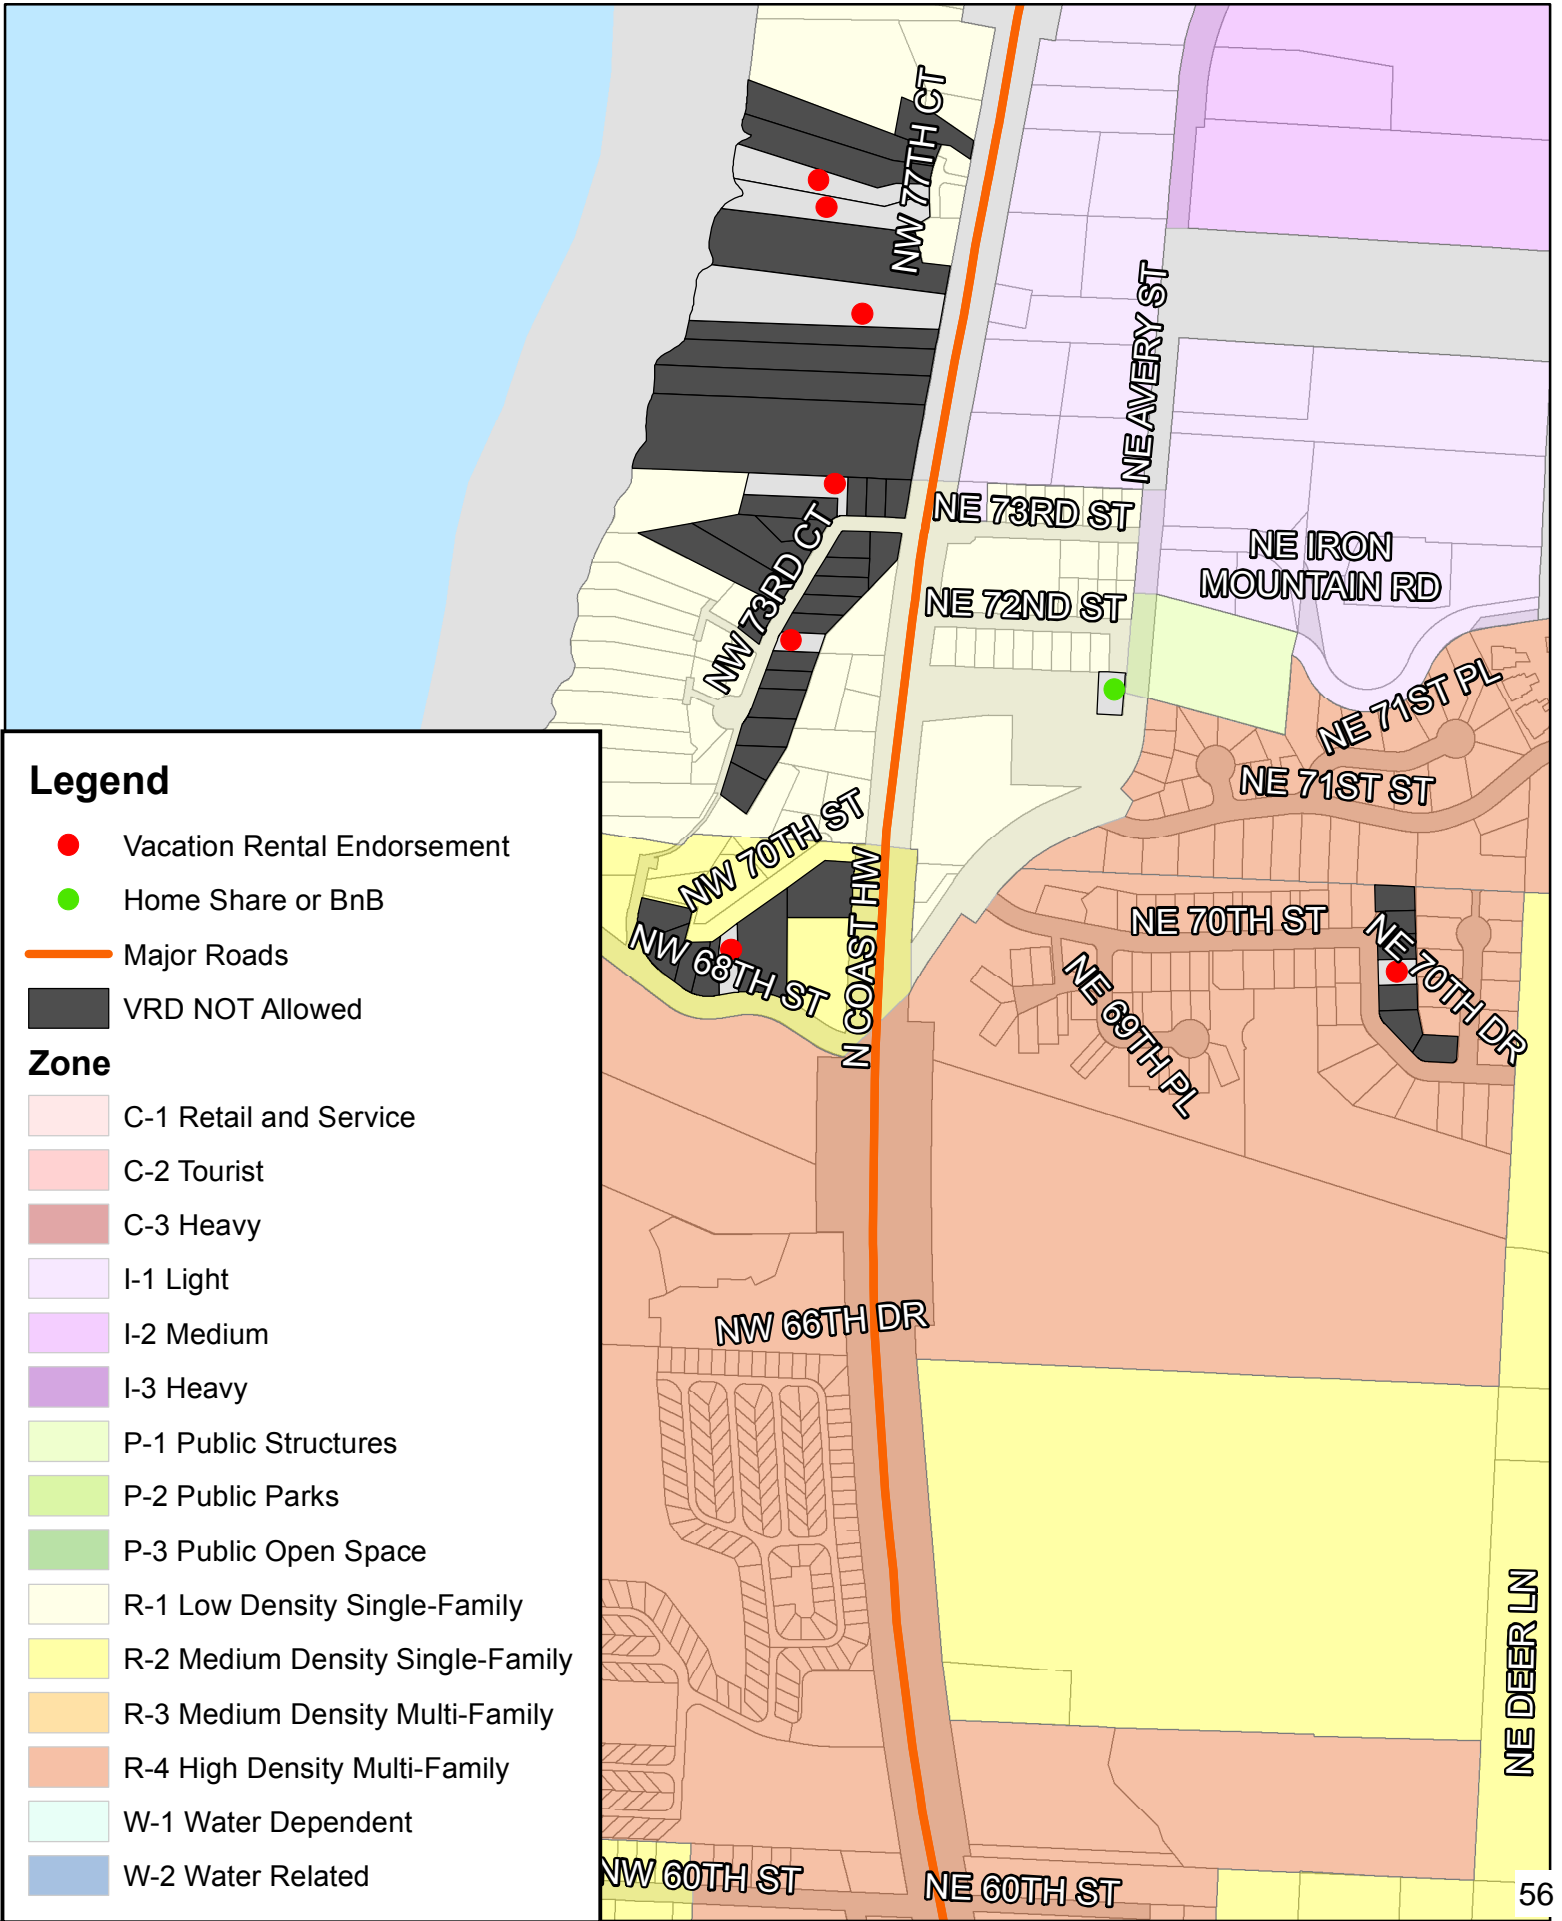 NW 77TH CT
NE AVERY ST
NE 73RD ST
NE IRON
MOUNTAIN RD
NE 72ND ST
NW 73RD CT
NE 71ST PL
NE 71ST ST
NW 70TH ST
N COAST HW
NE 70TH ST
NW 68TH ST
NE 70TH DR
NE 69TH PL
NW 66TH DR
NE DEER LN
NW 60TH ST
NE 60TH ST
56
Legend
Vacation Rental Endorsement
Home Share or BnB
Major Roads
VRD NOT Allowed
Zone
C-1 Retail and Service
C-2 Tourist
C-3 Heavy
I-1 Light
I-2 Medium
I-3 Heavy
P-1 Public Structures
P-2 Public Parks
P-3 Public Open Space
R-1 Low Density Single-Family
R-2 Medium Density Single-Family
R-3 Medium Density Multi-Family
R-4 High Density Multi-Family
W-1 Water Dependent
W-2 Water Related